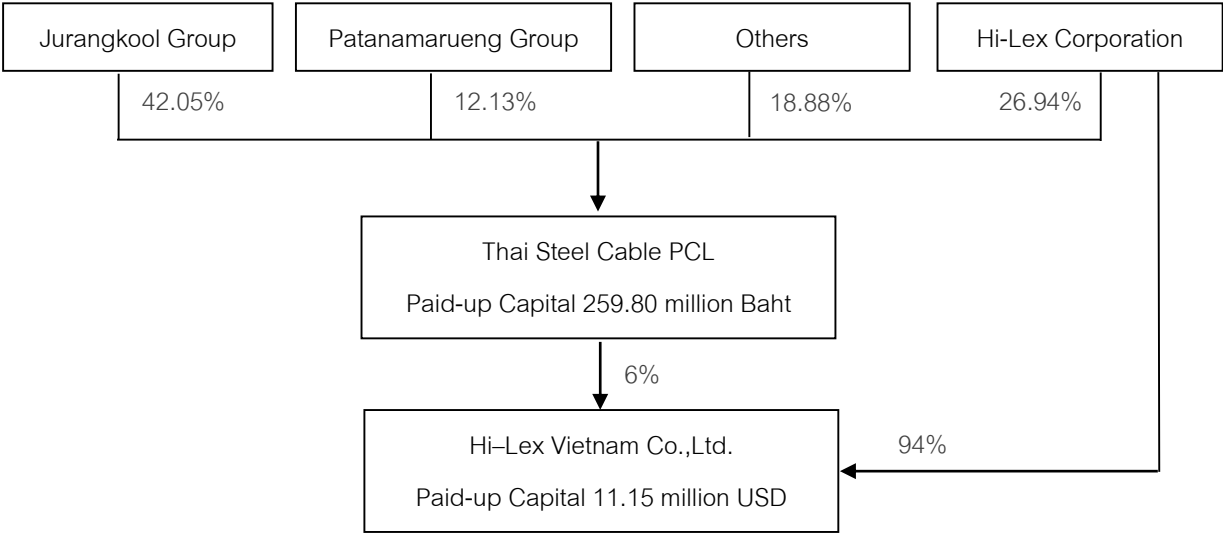 Jurangkool Group
Patanamarueng Group
Others
Hi-Lex Corporation
42.05%
12.13%
18.88%
26.94%
Thai Steel Cable PCL
Paid-up Capital 259.80 million Baht
6%
Hi–Lex Vietnam Co.,Ltd.
Paid-up Capital 11.15 million USD
94%